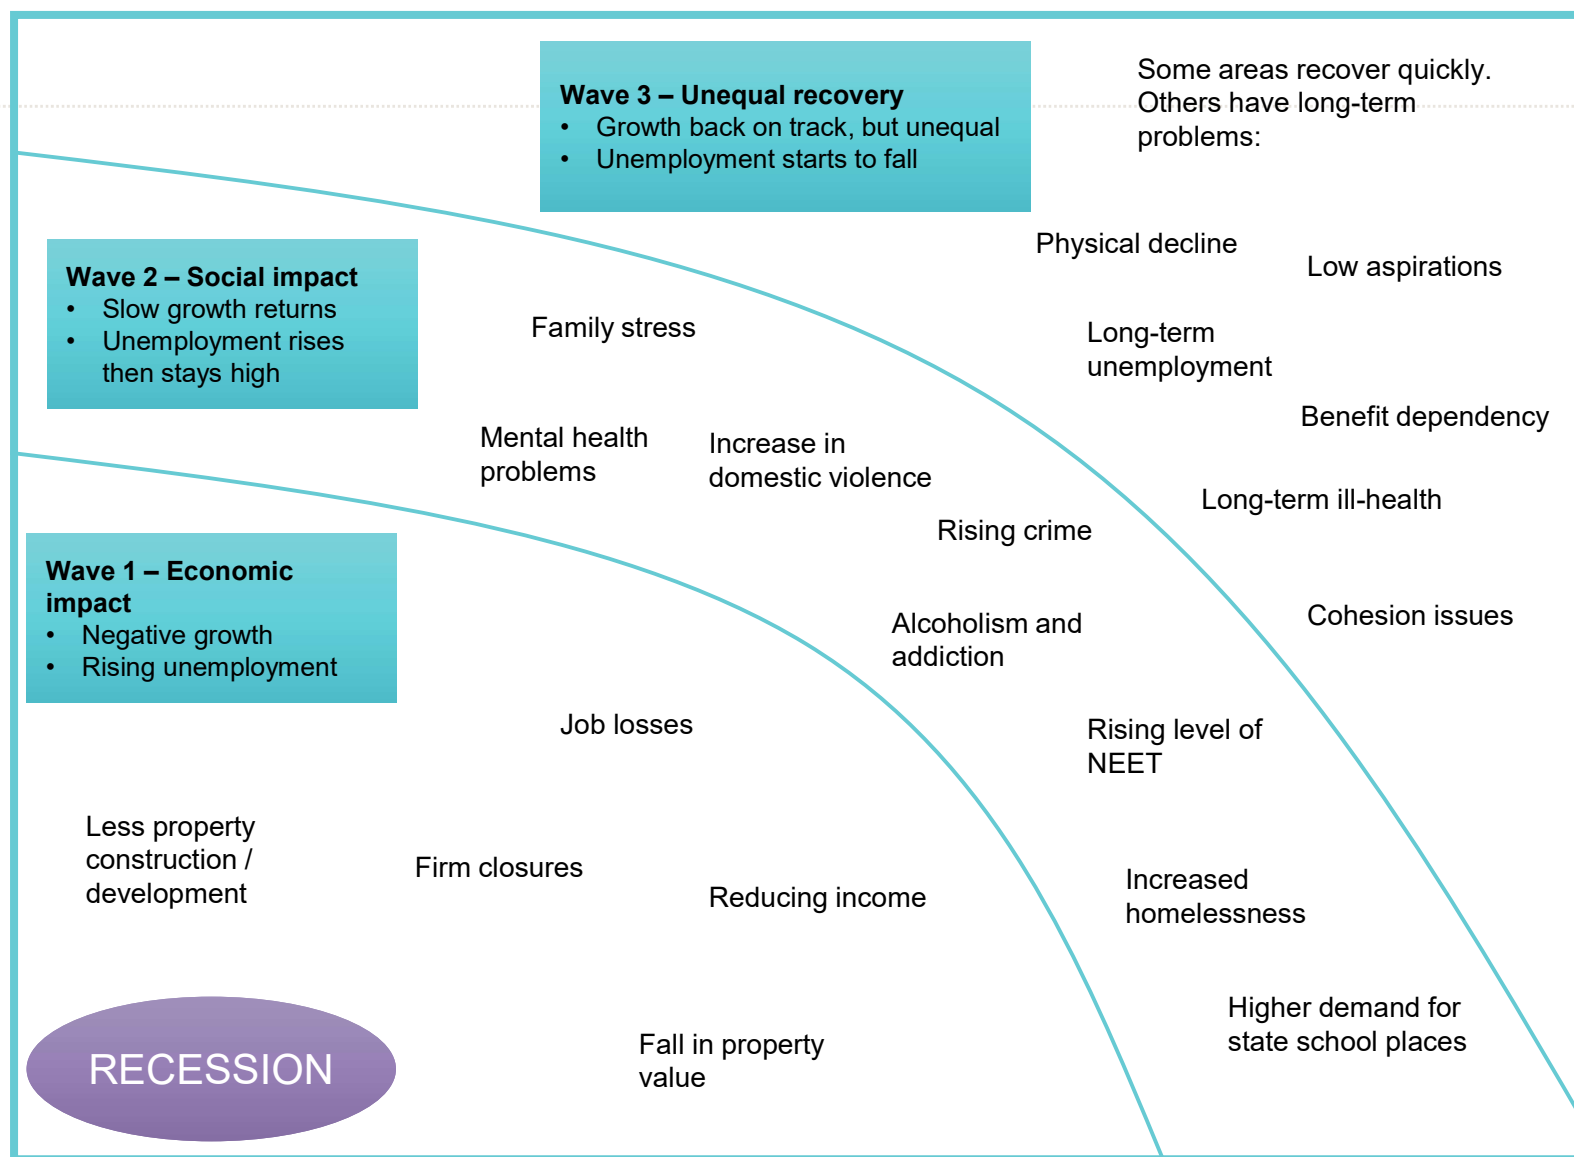 Wave 3 – Unequal recovery
• Growth back on track, but unequal
• Unemployment starts to fall
Some areas recover quickly.
Others have long-term
problems:
Physical decline
Low aspirations
Long-term
unemployment
Benefit dependency
Long-term ill-health
Cohesion issues
Wave 2 – Social impact
• Slow growth returns
• Unemployment rises
then stays high
Family stress
Mental health
problems
Increase in
domestic violence
Rising crime
Alcoholism and
addiction
Rising level of
NEET
Increased
homelessness
Higher demand for
state school places
Wave 1 – Economic
impact
• Negative growth
• Rising unemployment
Job losses
Less property
construction /
development
Firm closures
Reducing income
Fall in property
value
RECESSION